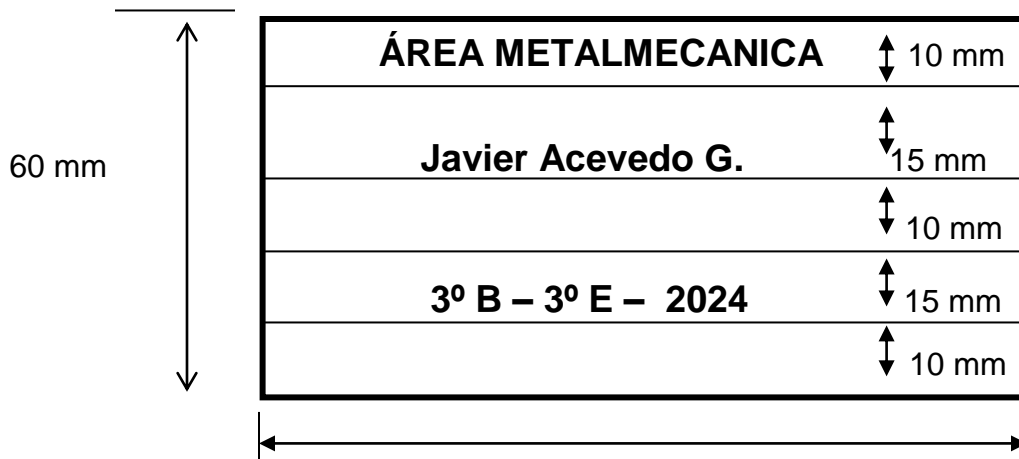 ÁREA METALMECANICA
10 mm
60 mm
Javier Acevedo G.
15 mm
10 mm
3º B – 3º E – 2024
15 mm
10 mm